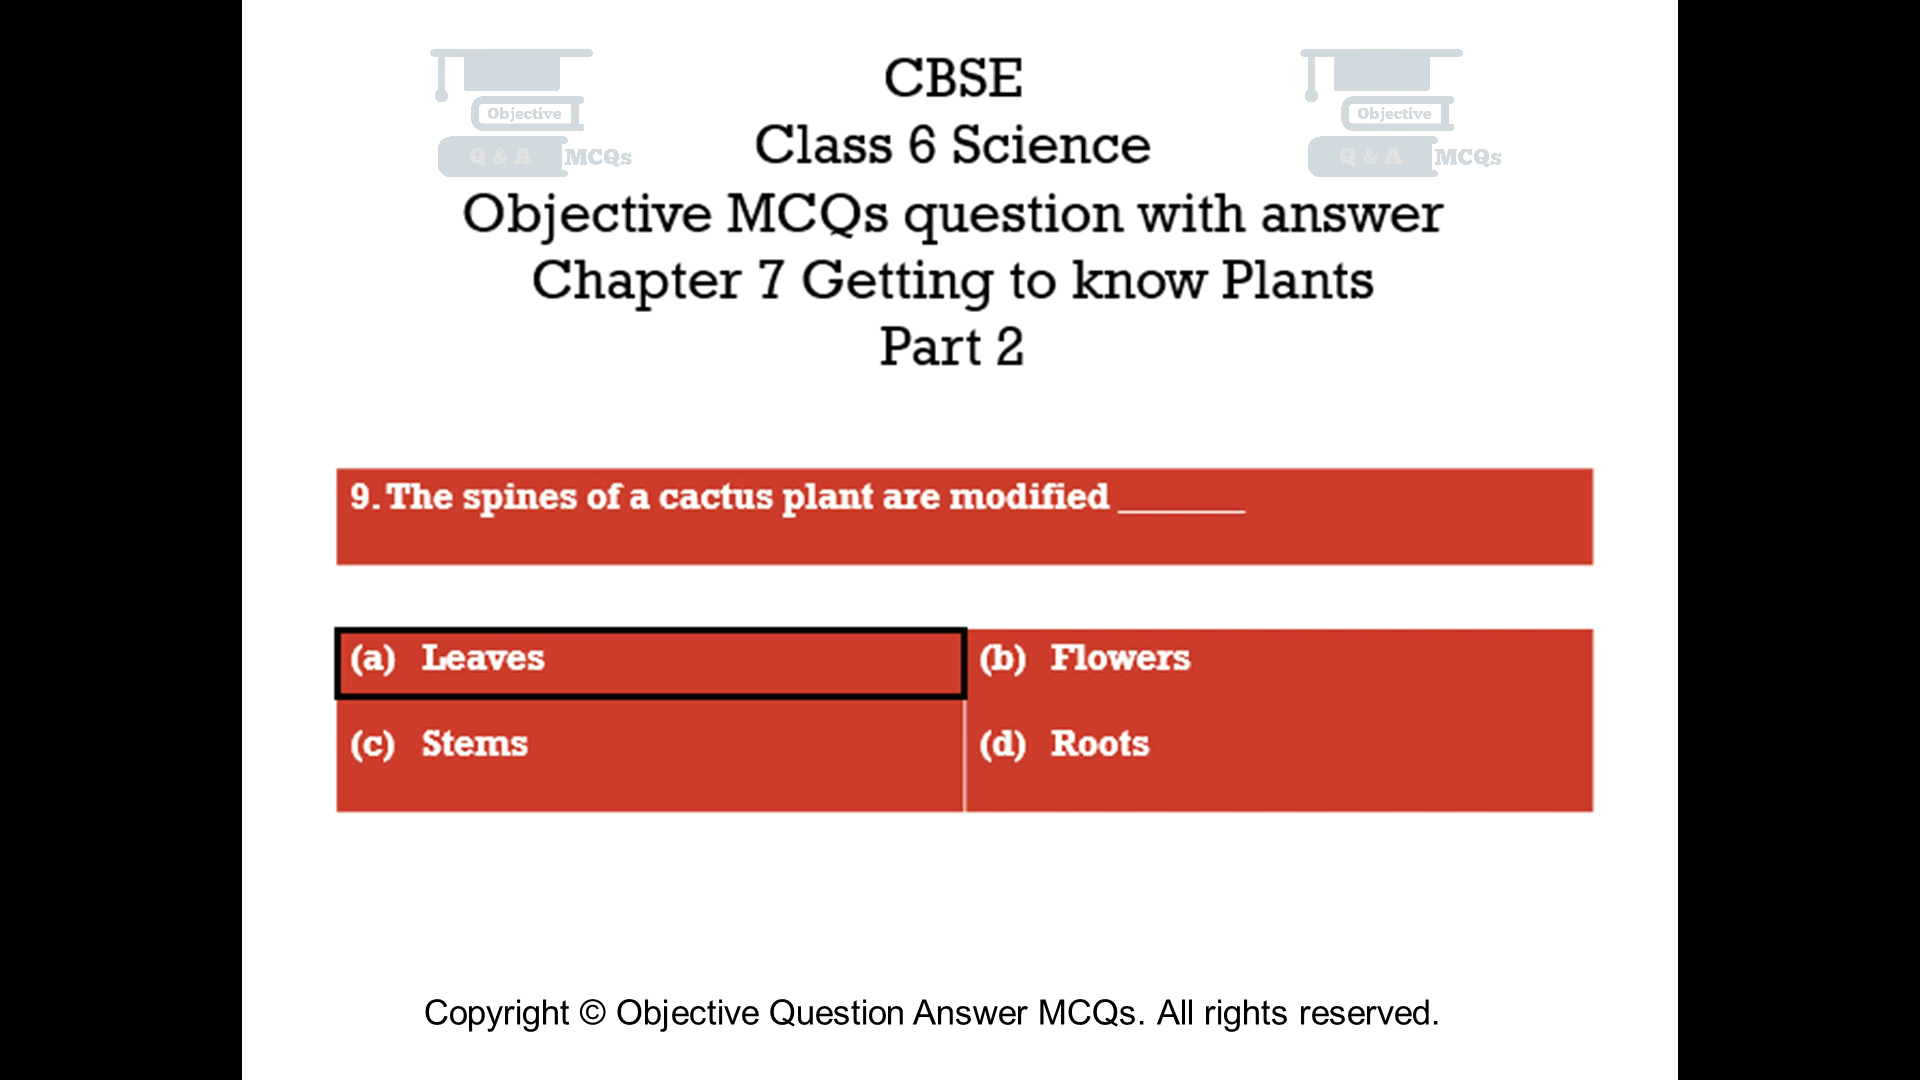 CBSE
Class 6 Science
Objective MCQs question with answer
Chapter 7 Getting to know Plants
Part 2
Objective
Q & A MCQs
Objective
Q & A MCQs
9. The spines of a cactus plant are modified _______
(a) Leaves
(b) Flowers
(c) Stems
(d) Roots
Copyright © Objective Question Answer MCQs. All rights reserved.